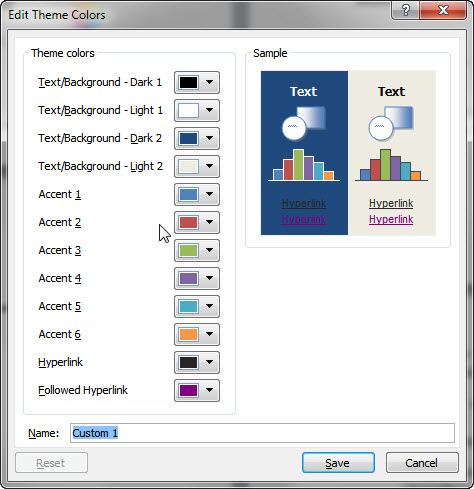 Edit Theme Colors
Theme colors
Text/Background - Dark 1
Text/Background - Light 1
Text/Background - Dark 2
Text/Background - Light 2
Accent 1
Accent 2
Accent 3
Accent 4
Accent 5
Accent 6
Hyperlink
Followed Hyperlink
Sample
Text Text
Hyperlink Hyperlink
Hyperlink Hyperlink
Name: Custom 1
Reset Save Cancel